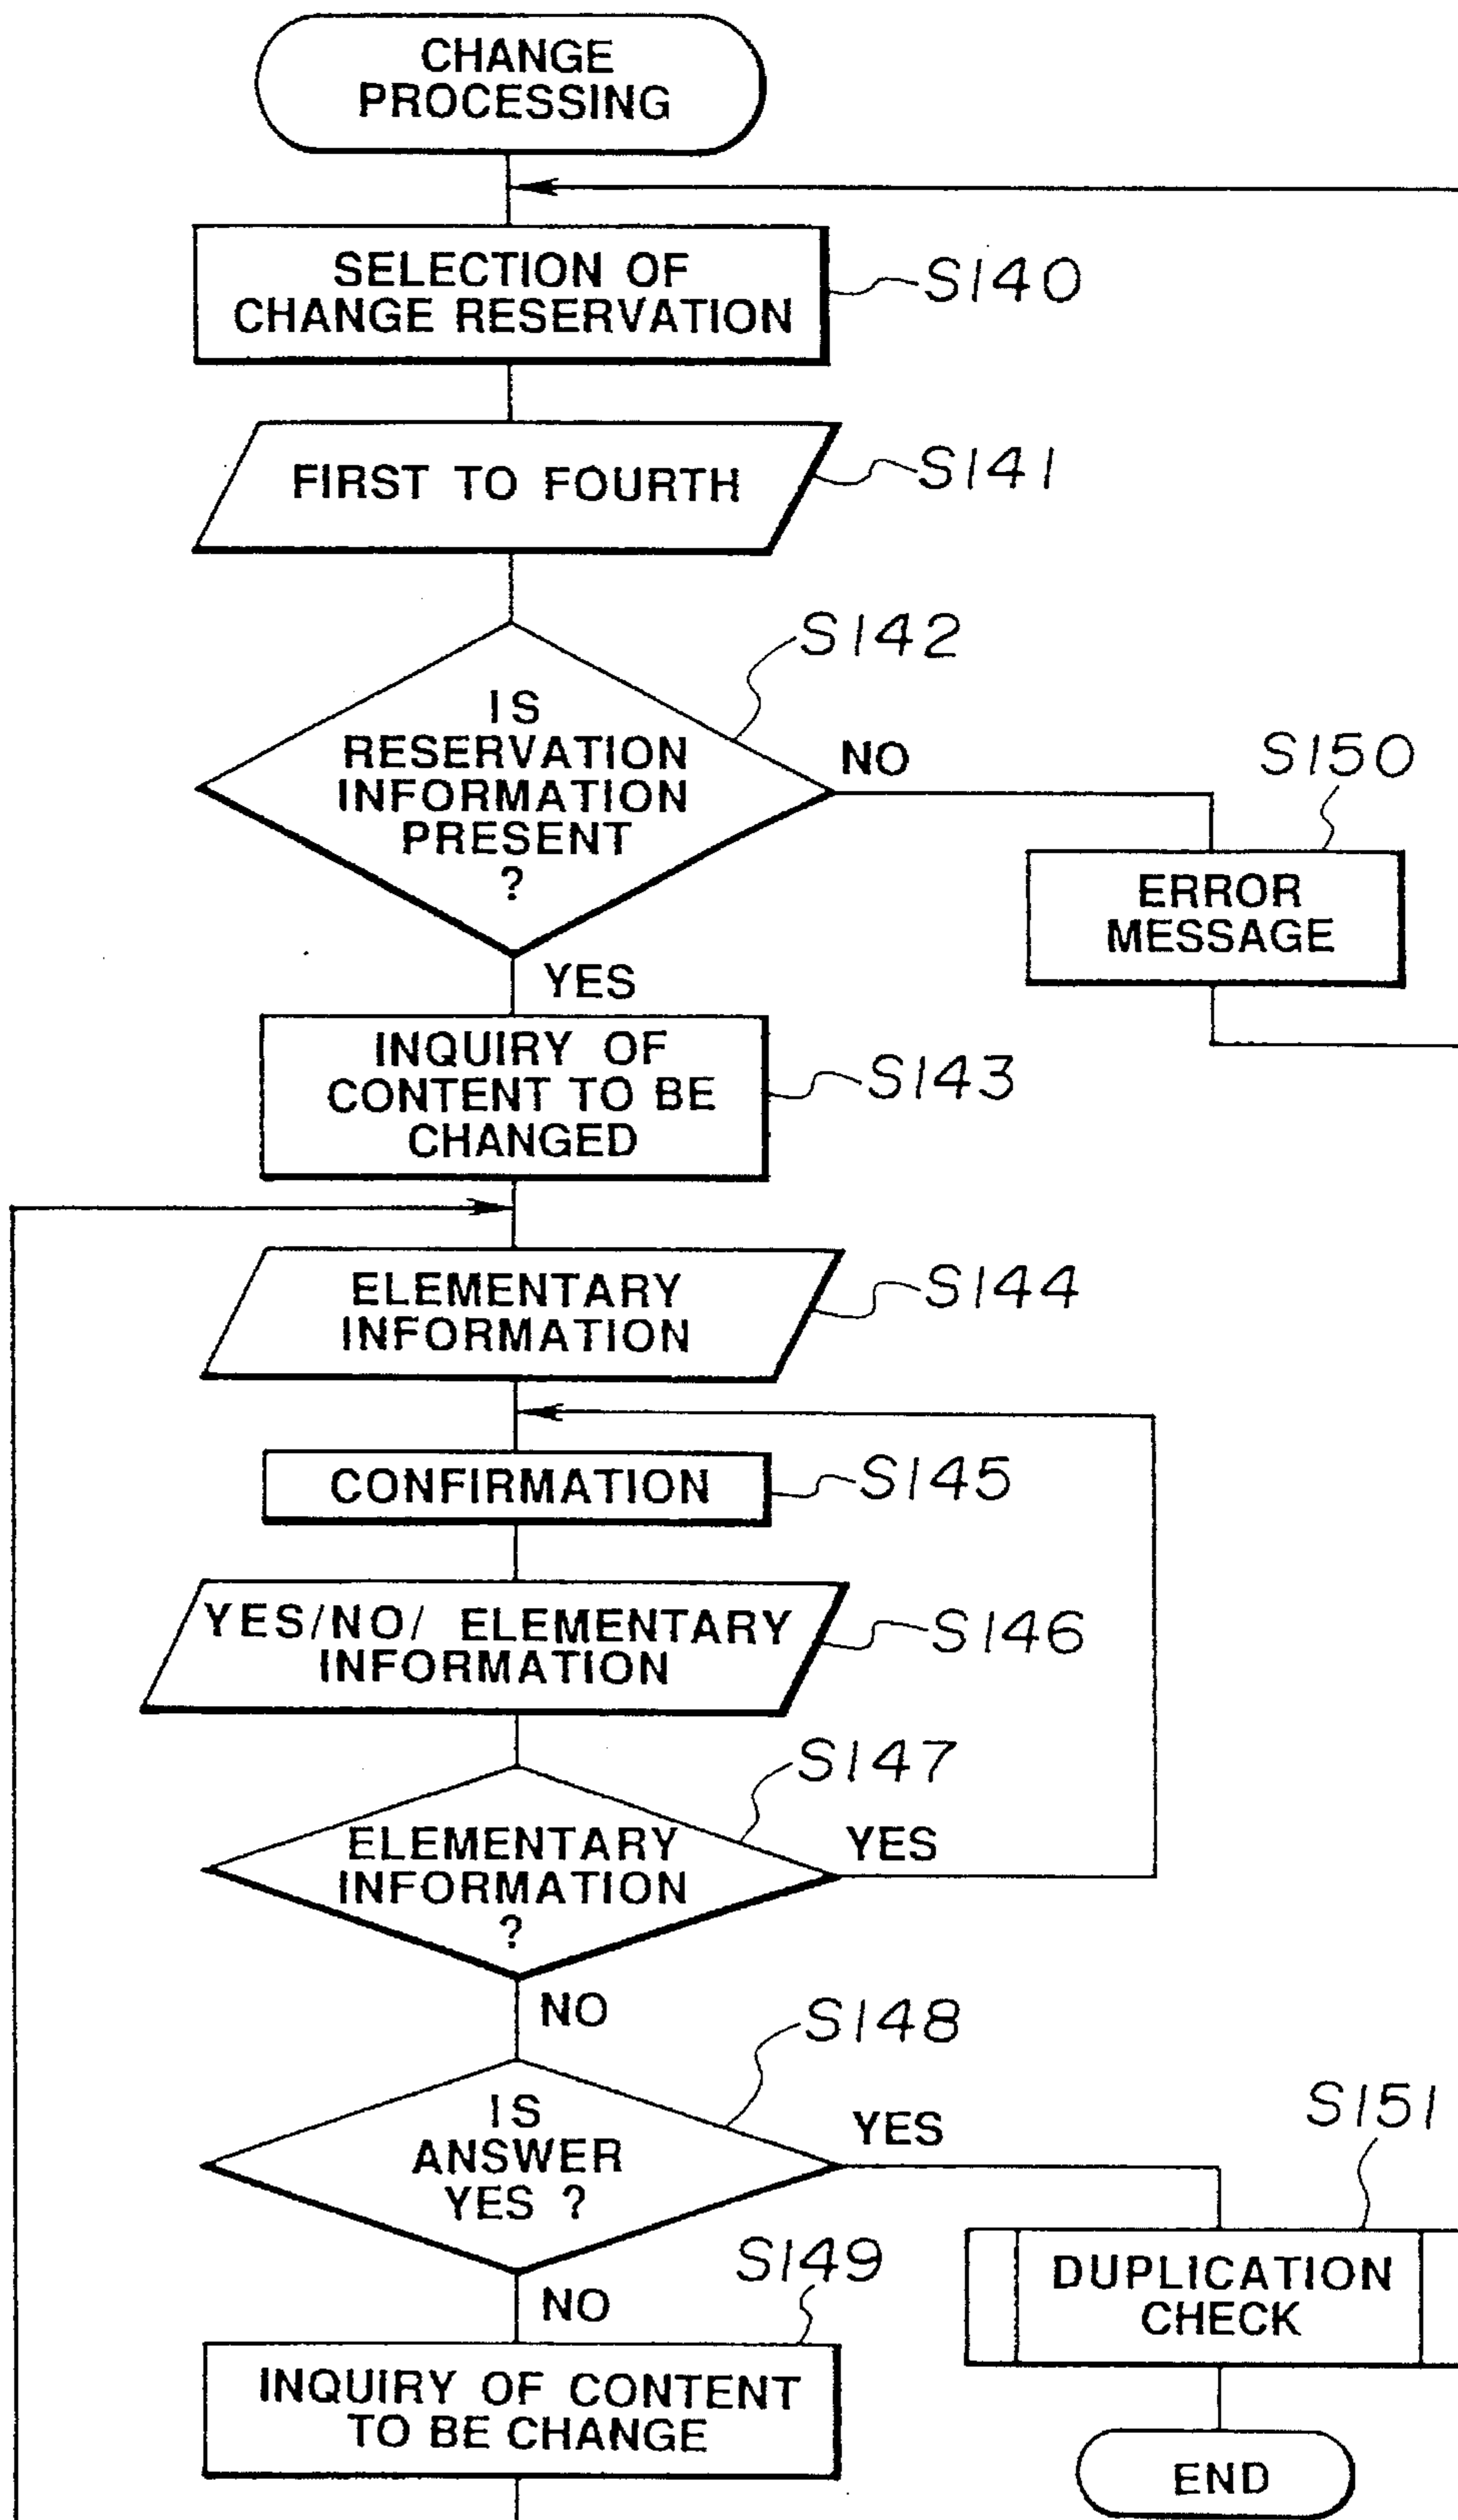 CHANGE
PROCESSING
SELECTION OF
CHANGE RESERVATION
S140
FIRST TO FOURTH
S141
S142
IS
RESERVATION
INFORMATION
PRESENT
?
NO
S150
ERROR
MESSAGE
YES
INQUIRY OF
CONTENT TO BE
CHANGED
S143
ELEMENTARY
INFORMATION
S144
CONFIRMATION
S145
YES/NO/ ELEMENTARY
INFORMATION
S146
S147
ELEMENTARY
INFORMATION
?
YES
NO
S148
IS
ANSWER
YES ?
YES
S151
DUPLICATION
CHECK
NO
S149
INQUIRY OF CONTENT
TO BE CHANGE
END